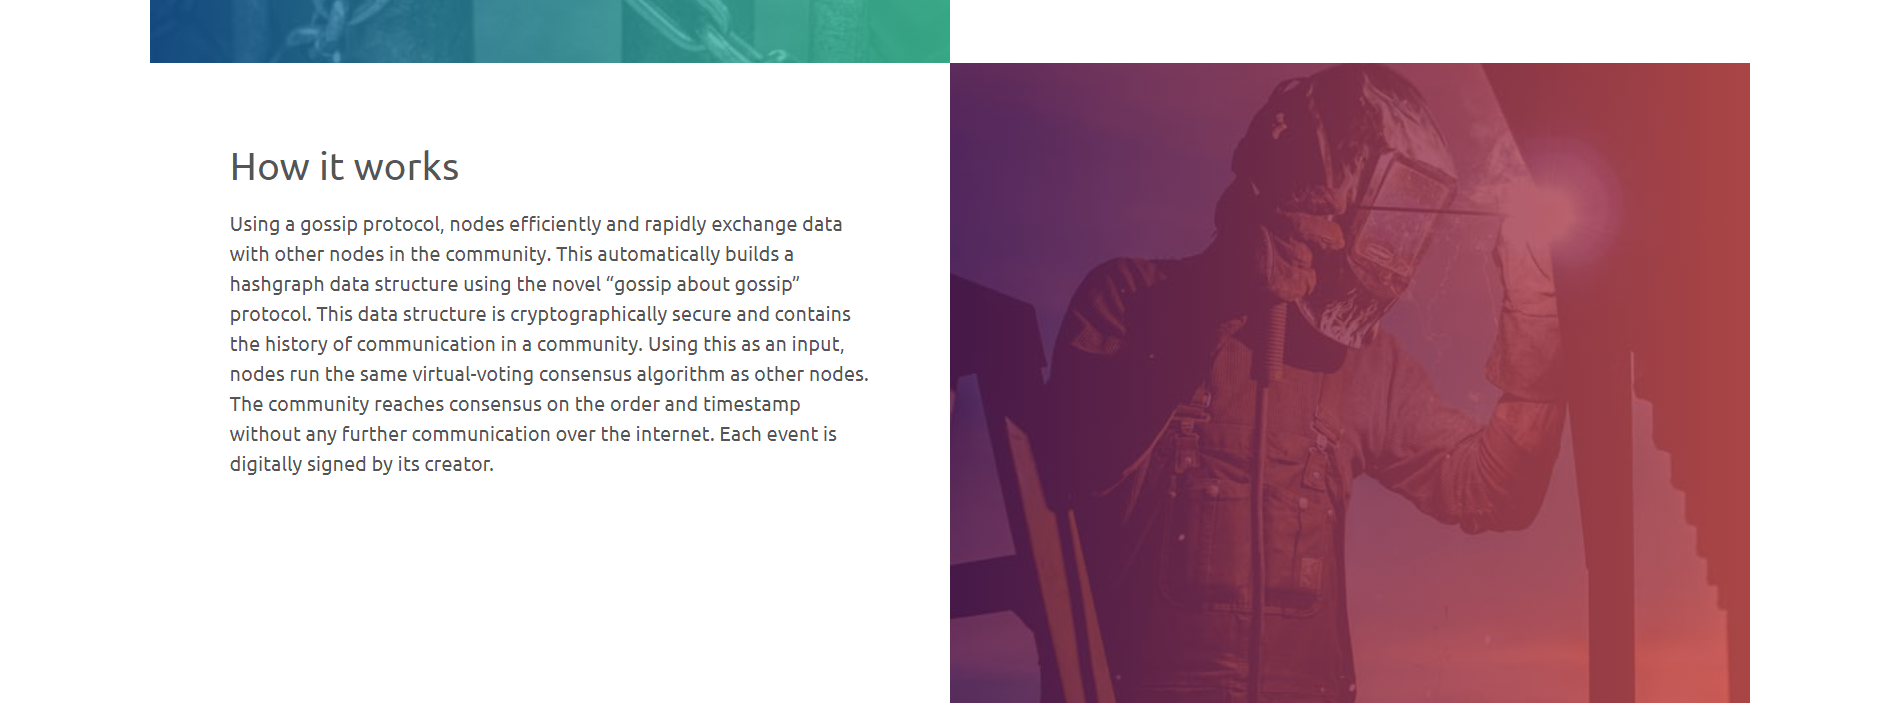 How it works
Using a gossip protocol, nodes efficiently and rapidly exchange data
with other nodes in the community. This automatically builds a
hashgraph data structure using the novel “gossip about gossip”
protocol. This data structure is cryptographically secure and contains
the history of communication in a community. Using this as an input,
nodes run the same virtual-voting consensus algorithm as other nodes.
The community reaches consensus on the order and timestamp
without any further communication over the internet. Each event is
digitally signed by its creator.